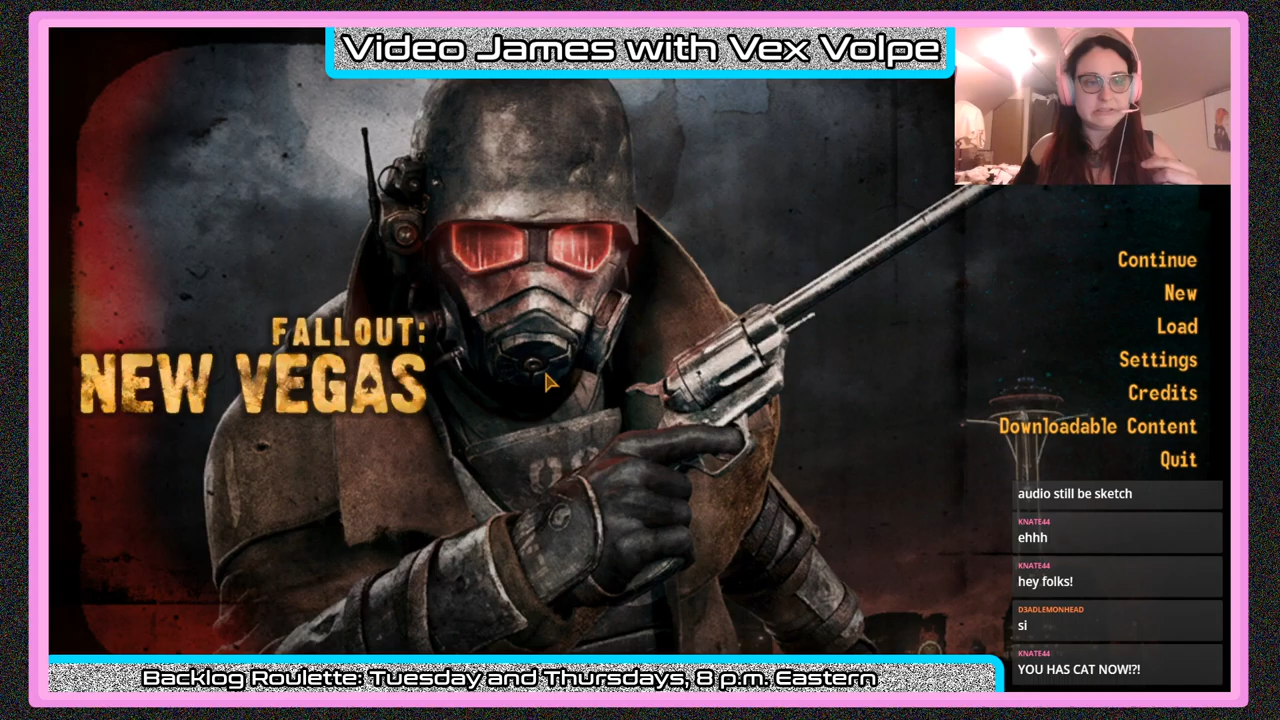 Video James with Vex Volpe
FALLOUT:
NEW VEGAS
Continue
New
Load
Settings
Credits
Downloadable Content
Quit
audio still be sketch
KNATE44
ehhh
KNATE44
hey folks!
D3ADLEMONHEAD
si
KNATE44
YOU HAS CAT NOW!?!
Backlog Roulette: Tuesday and Thursdays, 8 p.m. Eastern